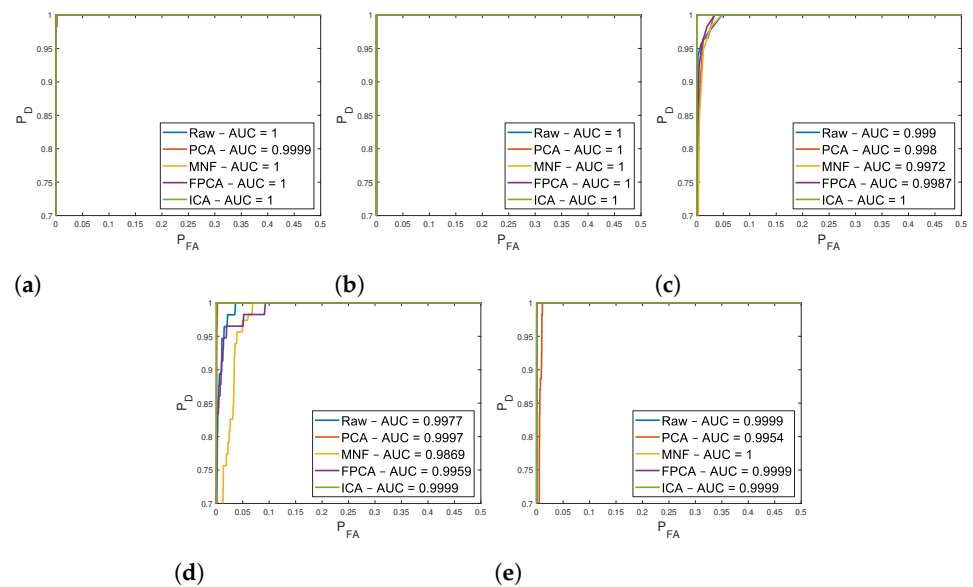 1
0.95
0.9
0.85
0.8
0.75
0.7
P_D
Raw – AUC = 1
PCA – AUC = 0.9999
MNF – AUC = 1
FPCA – AUC = 1
ICA – AUC = 1
0 0.05 0.1 0.15 0.2 0.25 0.3 0.35 0.4 0.45 0.5
P_FA
(a)
1
0.95
0.9
0.85
0.8
0.75
0.7
P_D
Raw – AUC = 1
PCA – AUC = 1
MNF – AUC = 1
FPCA – AUC = 1
ICA – AUC = 1
0 0.05 0.1 0.15 0.2 0.25 0.3 0.35 0.4 0.45 0.5
P_FA
(b)
1
0.95
0.9
0.85
0.8
0.75
0.7
P_D
Raw – AUC = 0.999
PCA – AUC = 0.998
MNF – AUC = 0.9972
FPCA – AUC = 0.9987
ICA – AUC = 1
0 0.05 0.1 0.15 0.2 0.25 0.3 0.35 0.4 0.45 0.5
P_FA
(c)
1
0.95
0.9
0.85
0.8
0.75
0.7
P_D
Raw – AUC = 0.9977
PCA – AUC = 0.9997
MNF – AUC = 0.9869
FPCA – AUC = 0.9959
ICA – AUC = 0.9999
0 0.05 0.1 0.15 0.2 0.25 0.3 0.35 0.4 0.45 0.5
P_FA
(d)
1
0.95
0.9
0.85
0.8
0.75
0.7
P_D
Raw – AUC = 0.9999
PCA – AUC = 0.9954
MNF – AUC = 1
FPCA – AUC = 0.9999
ICA – AUC = 0.9999
0 0.05 0.1 0.15 0.2 0.25 0.3 0.35 0.4 0.45 0.5
P_FA
(e)